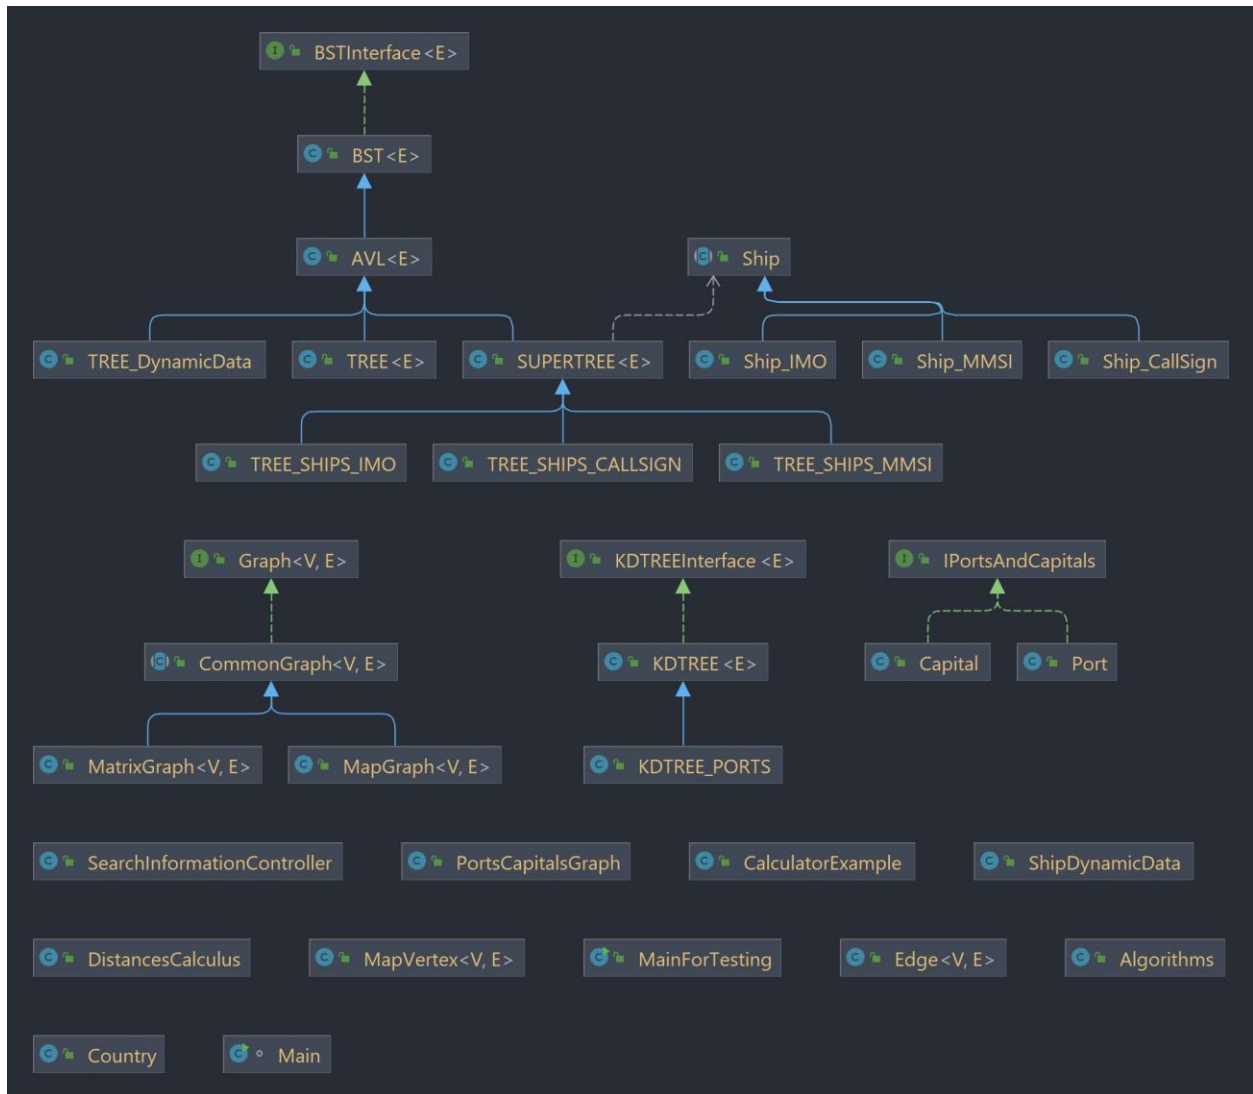 BSTInterface <E>
BST<E>
AVL<E>
Ship
TREE_DynamicData
TREE<E>
SUPERTREE<E>
Ship_IMO
Ship_MMSI
Ship_CallSign
TREE_SHIPS_IMO
TREE_SHIPS_CALLSIGN
TREE_SHIPS_MMSI
Graph<V, E>
KDTREEInterface <E>
IPortsAndCapitals
CommonGraph<V, E>
KDTREE <E>
Capital
Port
MatrixGraph<V, E>
MapGraph<V, E>
KDTREE_PORTS
SearchInformationController
PortsCapitalsGraph
CalculatorExample
ShipDynamicData
DistancesCalculus
MapVertex<V, E>
MainForTesting
Edge<V, E>
Algorithms
Country
Main